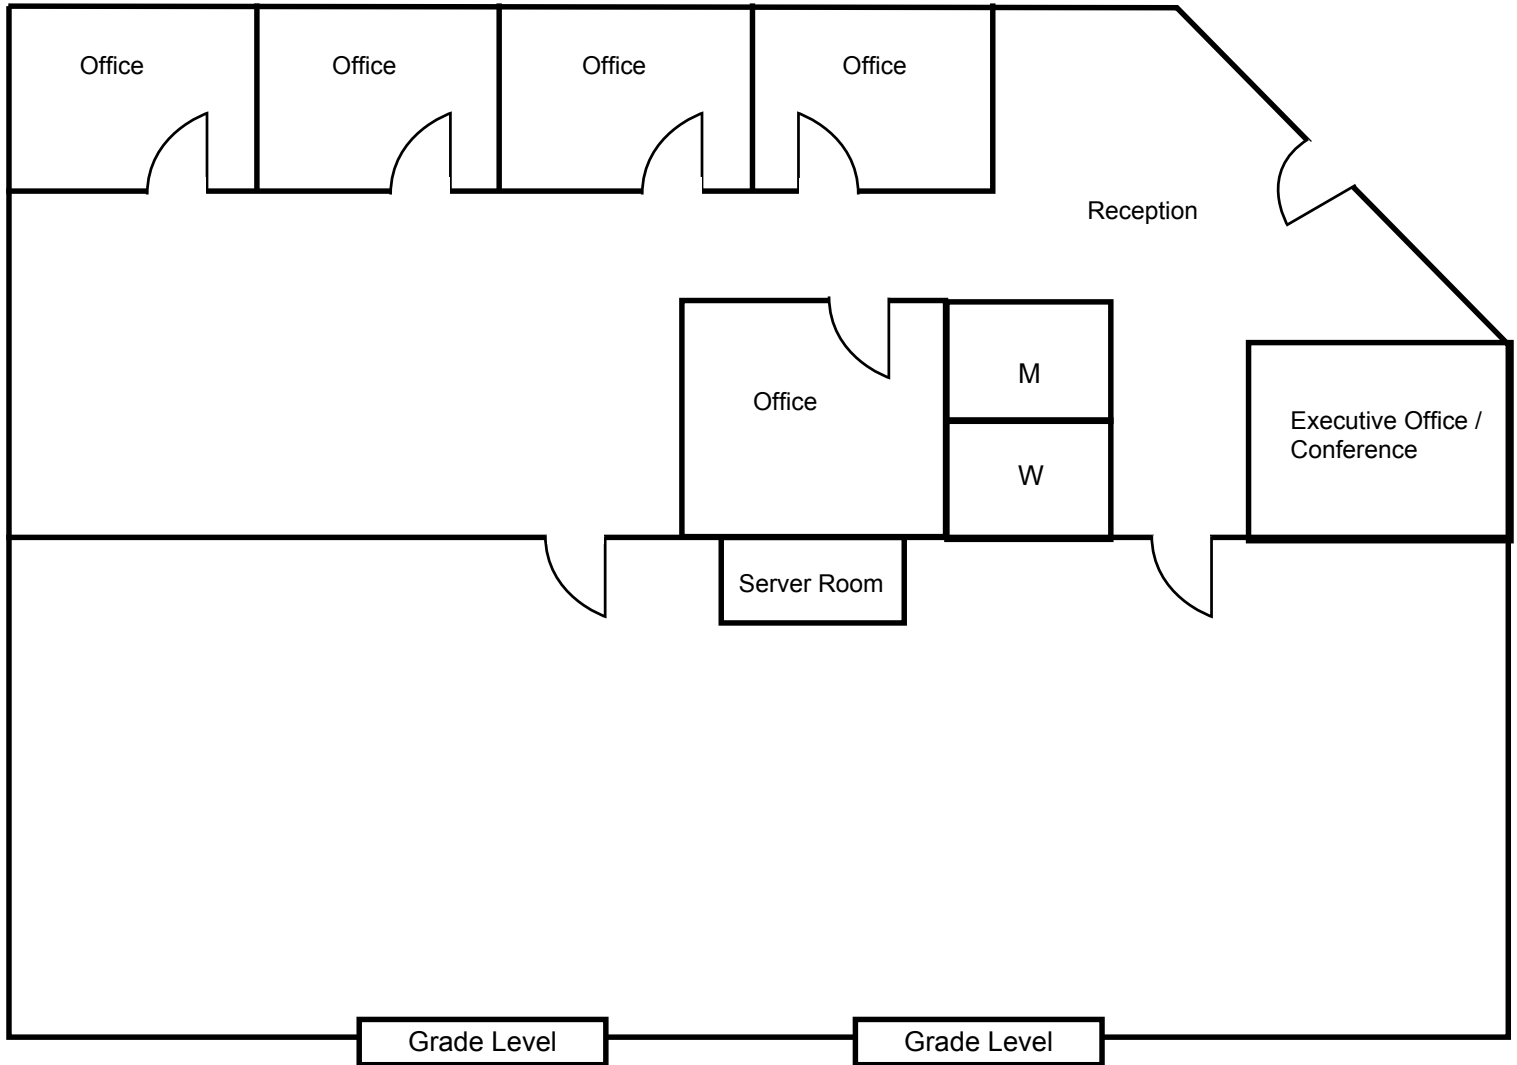 Office
Office
Office
Office
Reception
Office
M
W
Executive Office /
Conference
Server Room
Grade Level
Grade Level